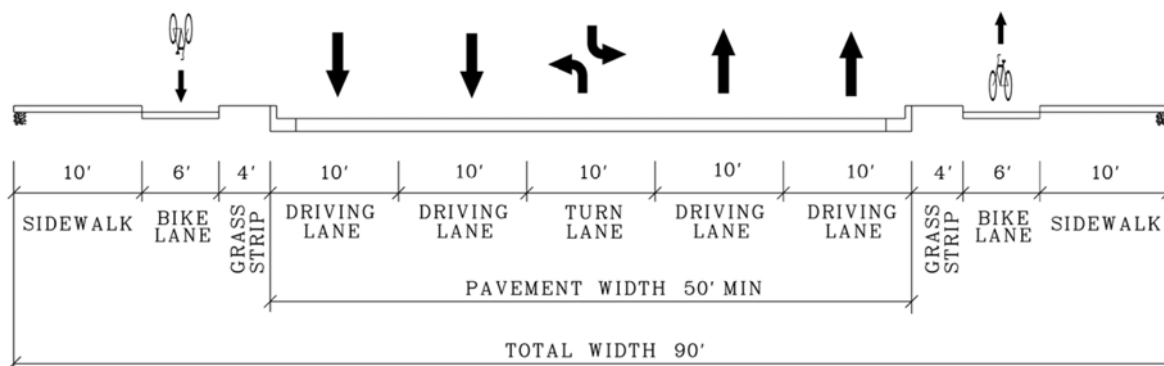 10' 6' 4' 10' 10' 10' 10' 10' 4' 6' 10'
SIDEWALK
BIKE
LANE
GRASS
STRIP
DRIVING
LANE
DRIVING
LANE
TURN
LANE
DRIVING
LANE
DRIVING
LANE
GRASS
STRIP
BIKE
LANE
SIDEWALK
PAVEMENT WIDTH 50' MIN
TOTAL WIDTH 90'